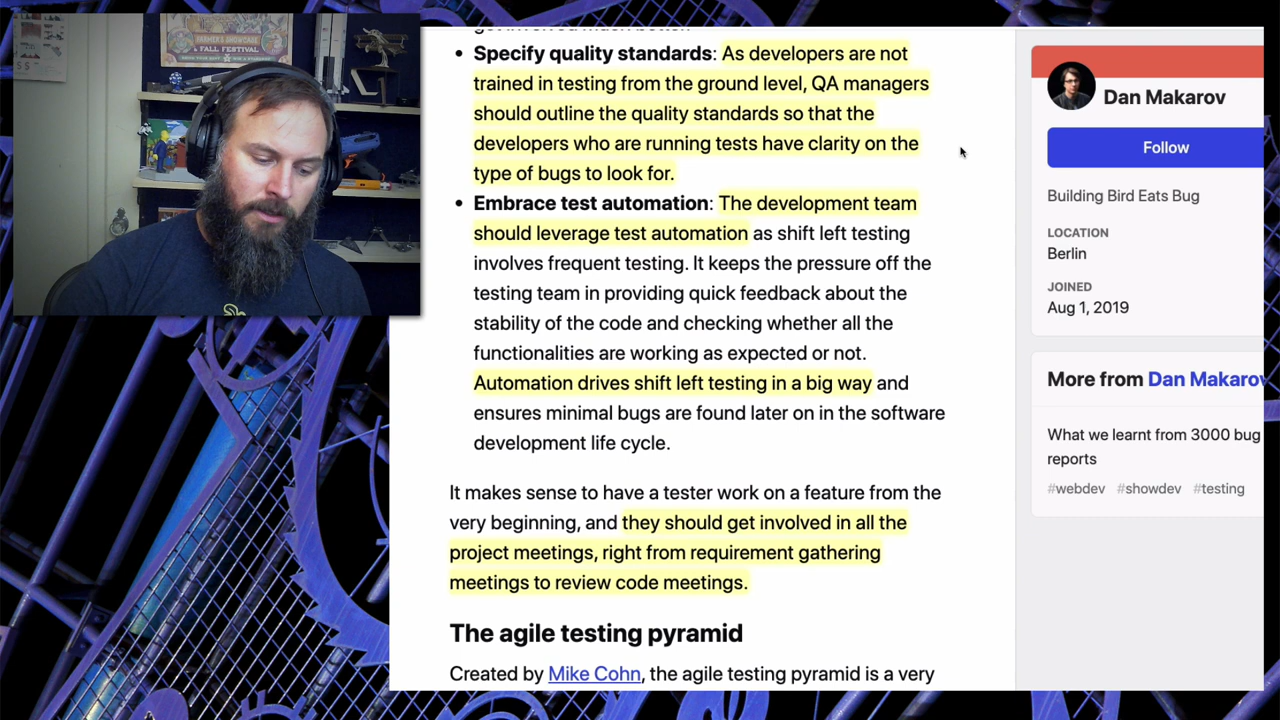 FARMER'S SHOWCASE
& FALL FESTIVAL
Specify quality standards: As developers are not
trained in testing from the ground level, QA managers
should outline the quality standards so that the
developers who are running tests have clarity on the
type of bugs to look for.
Embrace test automation: The development team
should leverage test automation as shift left testing
involves frequent testing. It keeps the pressure off the
testing team in providing quick feedback about the
stability of the code and checking whether all the
functionalities are working as expected or not.
Automation drives shift left testing in a big way and
ensures minimal bugs are found later on in the software
development life cycle.
It makes sense to have a tester work on a feature from the
very beginning, and they should get involved in all the
project meetings, right from requirement gathering
meetings to review code meetings.
The agile testing pyramid
Created by Mike Cohn, the agile testing pyramid is a very
Dan Makarov
Follow
Building Bird Eats Bug
LOCATION
Berlin
JOINED
Aug 1, 2019
More from Dan Makarov
What we learnt from 3000 bug
reports
#webdev #showdev #testing